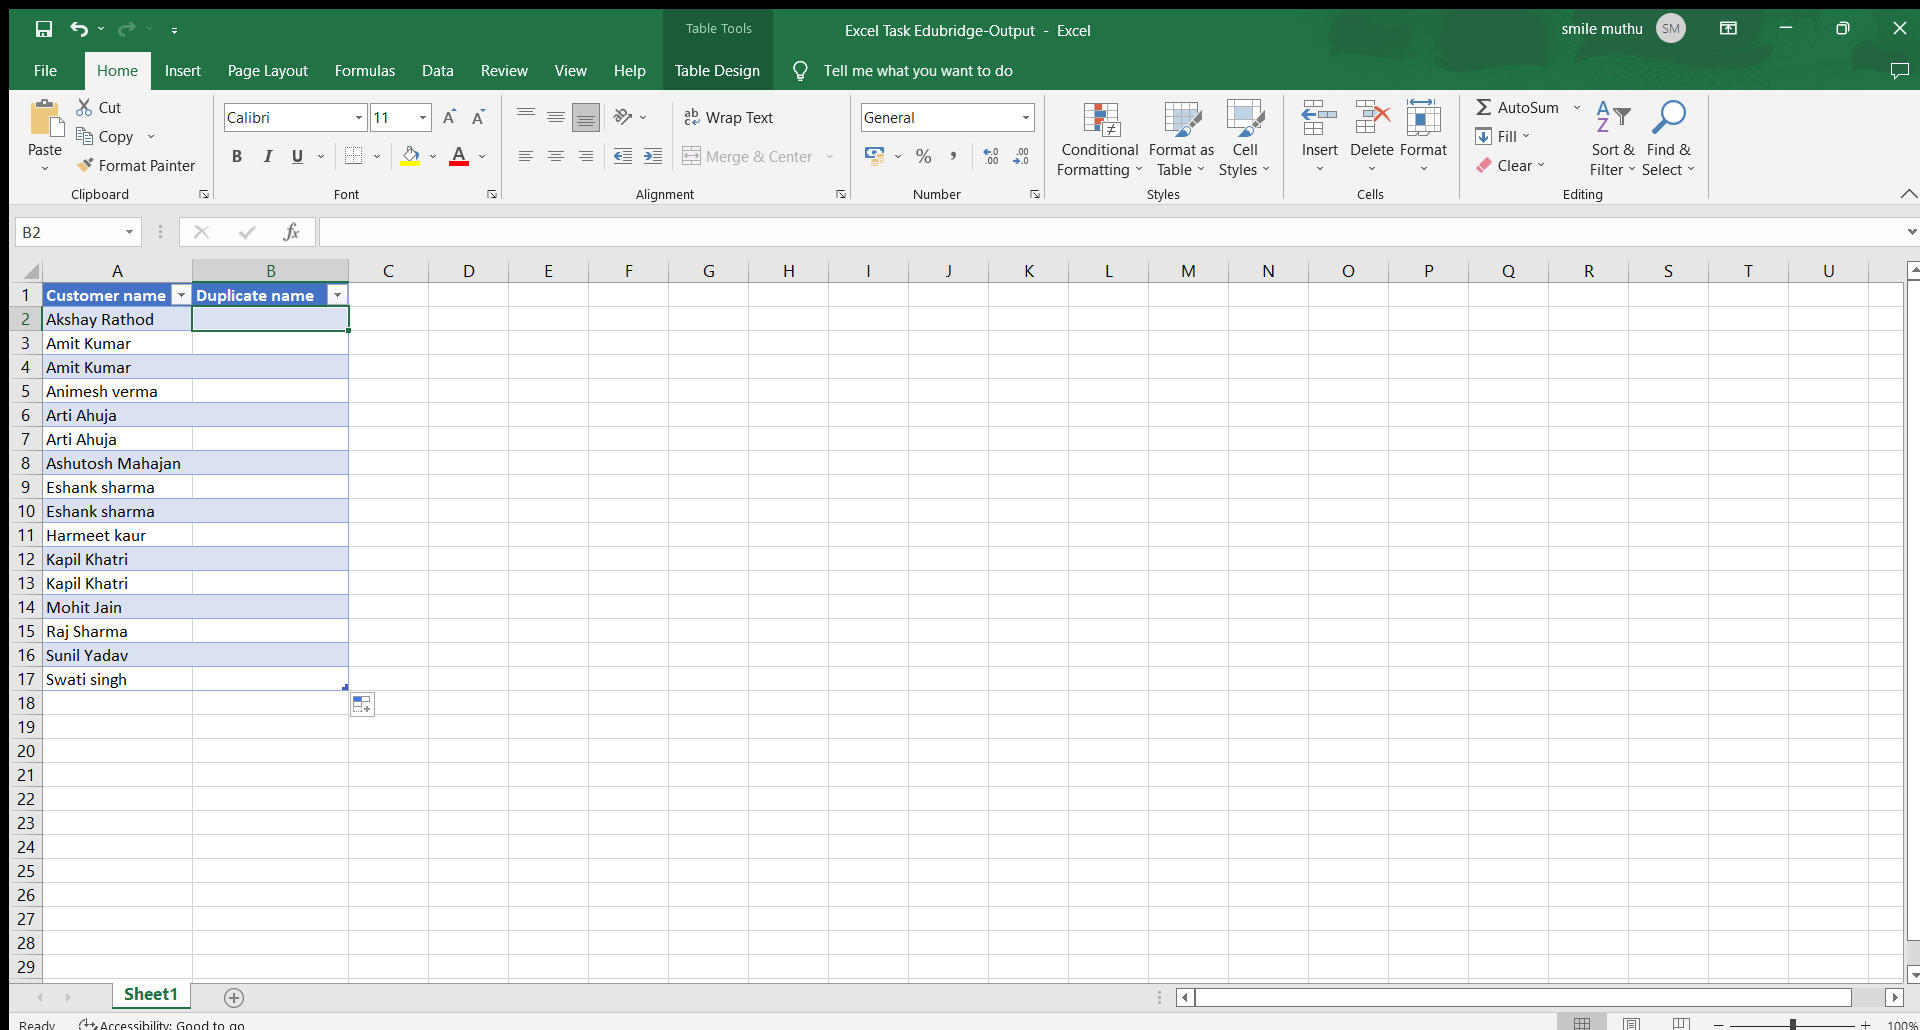 Table Tools
Excel Task Edubridge-Output - Excel
smile muthu SM
File Home Insert Page Layout Formulas Data Review View Help Table Design Tell me what you want to do
Paste
Cut
Copy
Format Painter
Clipboard
Calibri 11
B I U A
Font
ab Wrap Text
Merge & Center
Alignment
General
% ,
Number
Conditional Formatting
Format as Table
Cell Styles
Styles
Insert Delete Format
Cells
AutoSum
Fill
Clear
Sort & Filter
Find & Select
Editing
B2 fx
A B C D E F G H I J K L M N O P Q R S T U
1 Customer name Duplicate name
2 Akshay Rathod
3 Amit Kumar
4 Amit Kumar
5 Animesh verma
6 Arti Ahuja
7 Arti Ahuja
8 Ashutosh Mahajan
9 Eshank sharma
10 Eshank sharma
11 Harmeet kaur
12 Kapil Khatri
13 Kapil Khatri
14 Mohit Jain
15 Raj Sharma
16 Sunil Yadav
17 Swati singh
18
19
20
21
22
23
24
25
26
27
28
29
Sheet1
Ready Accessibility: Good to go 100%